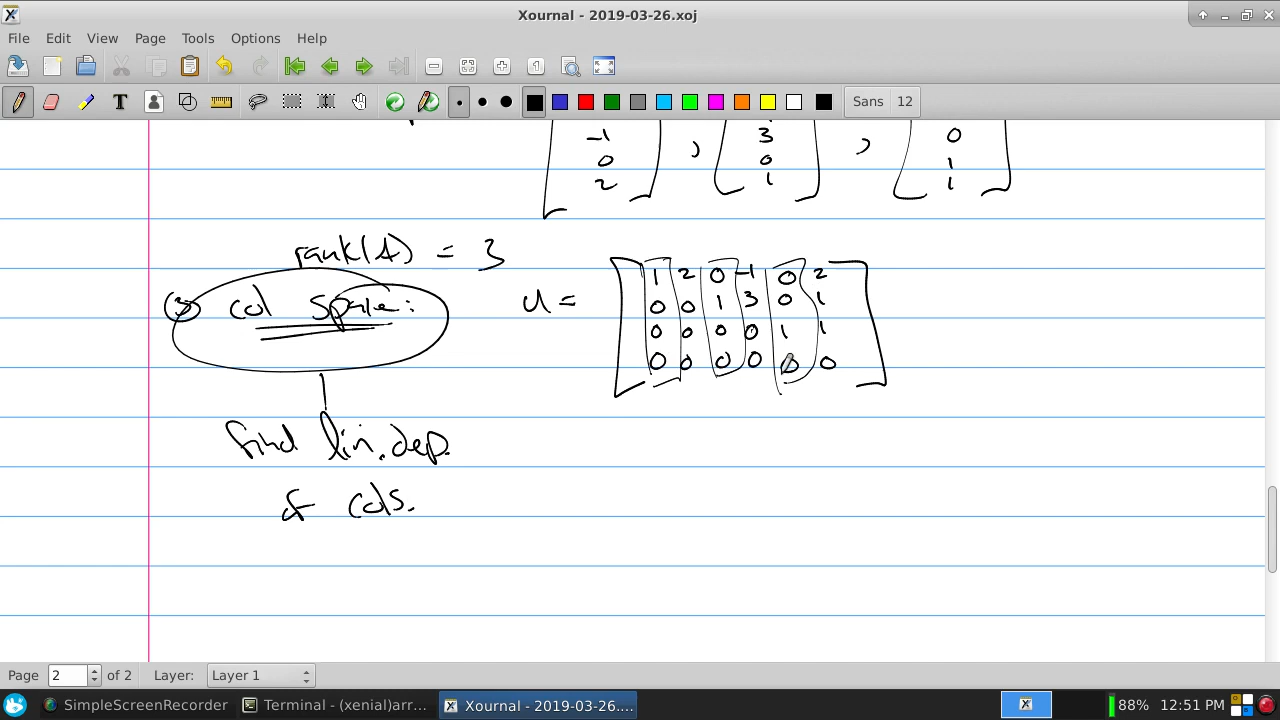 Xournal - 2019-03-26.xoj
File Edit View Page Tools Options Help
Sans 12
-1 3 0
0 , 0 , 1
2 1 1
rank(A) = 3
③ col space: U =
1 2 0 -1 0 2
0 0 1 3 0 1
0 0 0 0 1 1
0 0 0 0 0 0
find lin. dep.
of cols.
Page 2 of 2 Layer: Layer 1
SimpleScreenRecorder Terminal - (xenial)arr... Xournal - 2019-03-26.... 88% 12:51 PM